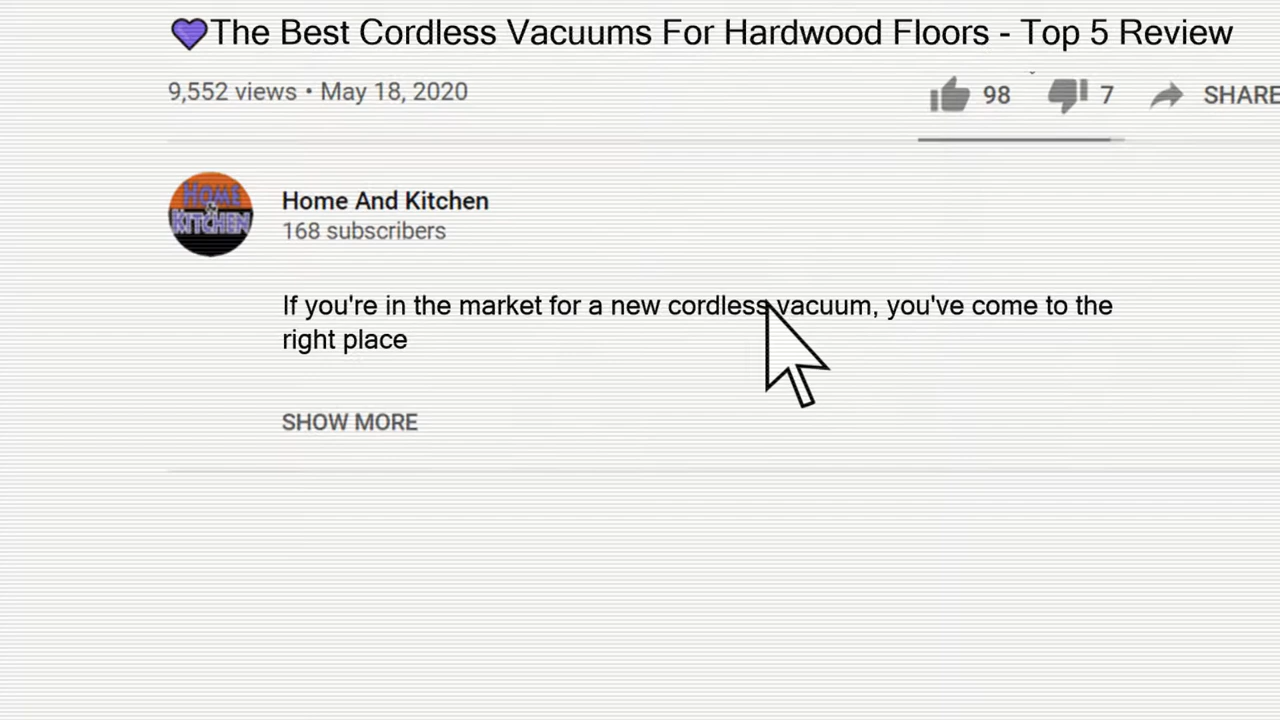 💜The Best Cordless Vacuums For Hardwood Floors - Top 5 Review
9,552 views • May 18, 2020
98 7 SHARE
HOME
&
KITCHEN
Home And Kitchen
168 subscribers
If you're in the market for a new cordless vacuum, you've come to the
right place
SHOW MORE